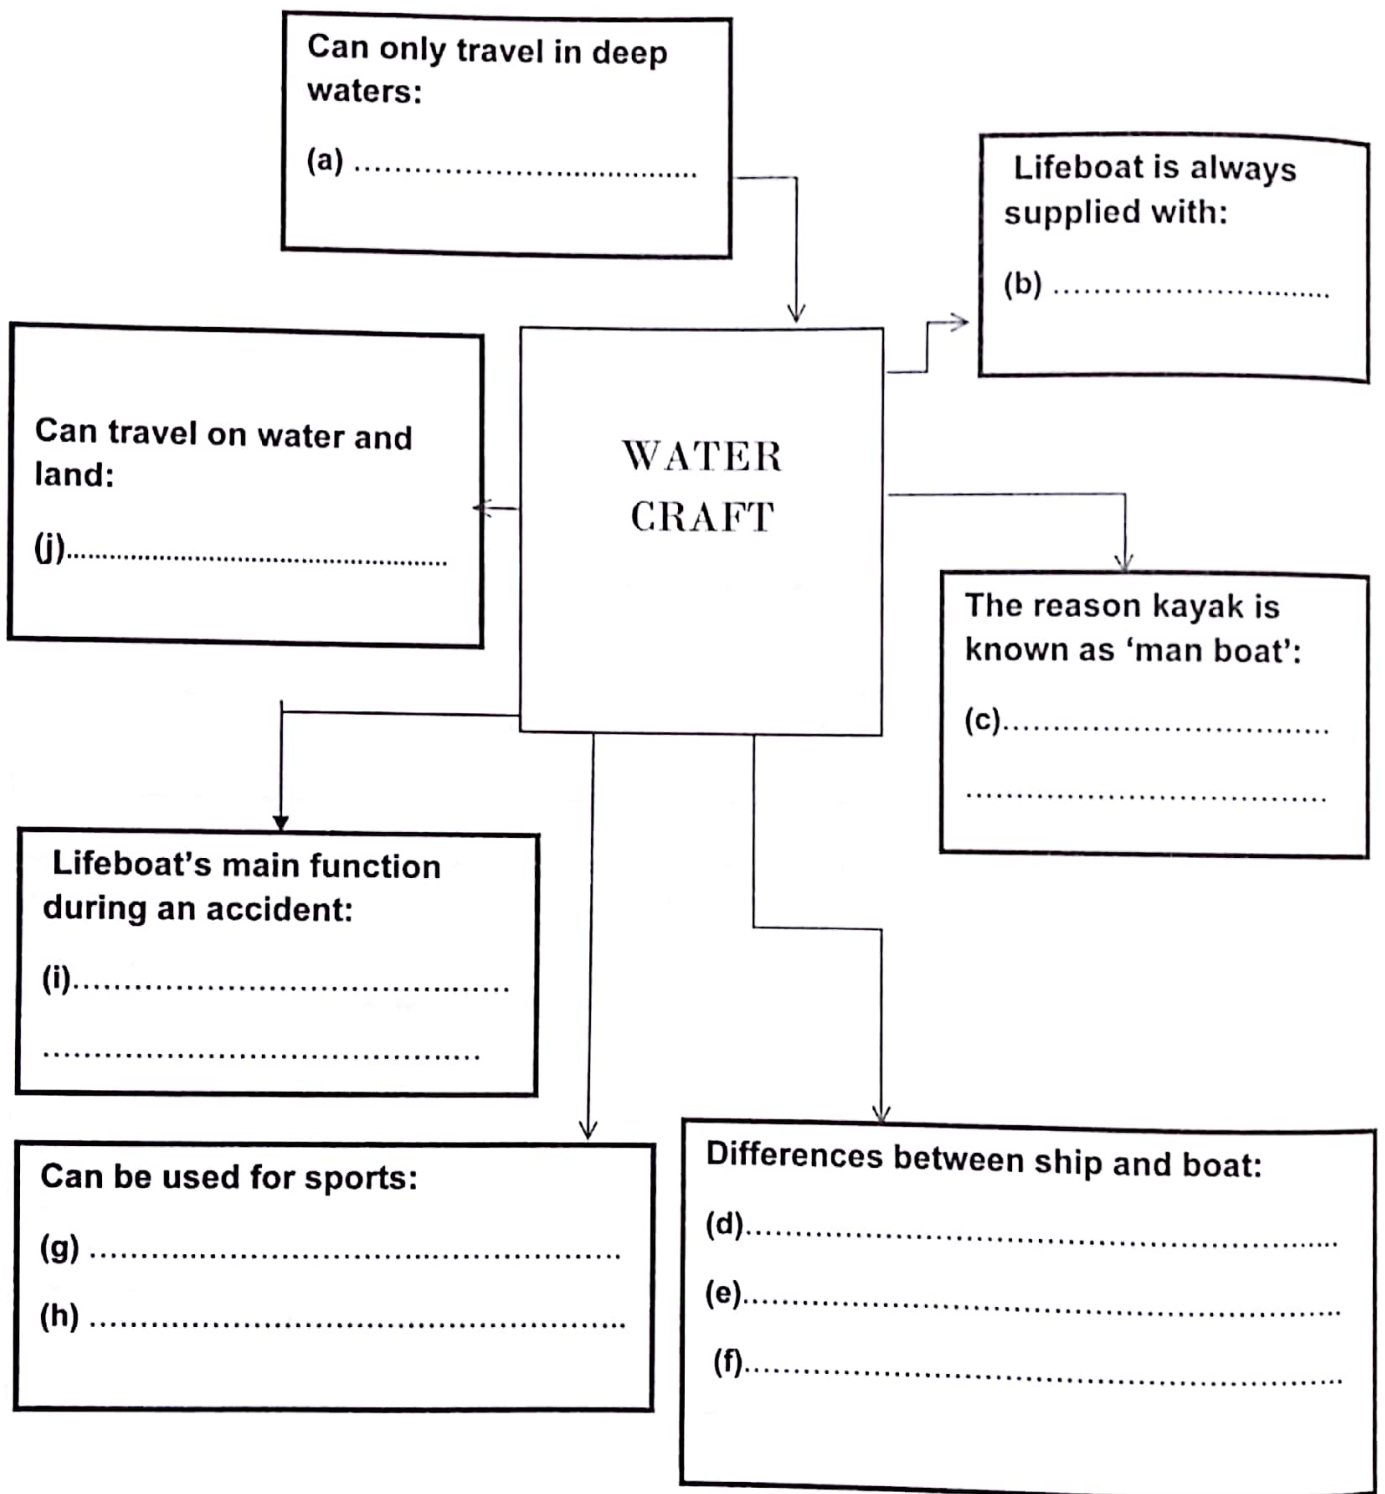 Can only travel in deep
waters:
(a) ........................................
Lifeboat is always
supplied with:
(b) ................................
Can travel on water and
land:
(j)........................................................
WATER
CRAFT
The reason kayak is
known as ‘man boat’:
(c)......................................
..........................................
Lifeboat’s main function
during an accident:
(i)...................................................
...................................................
Can be used for sports:
(g) ..............................................................
(h) ..............................................................
Differences between ship and boat:
(d).....................................................................
(e).....................................................................
(f).....................................................................